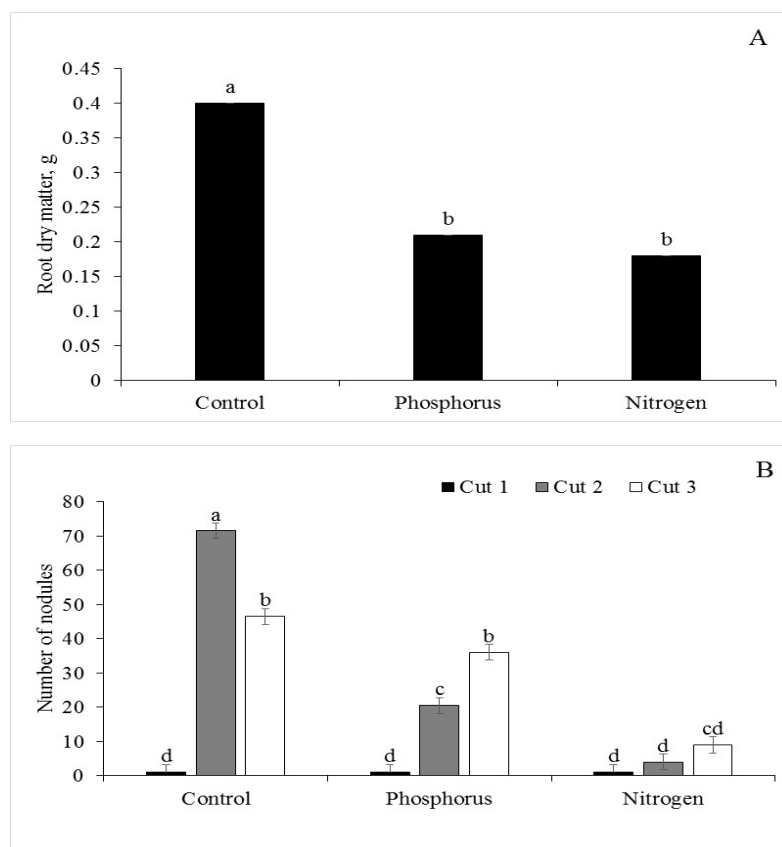 A
0.45
0.4
0.35
0.3
0.25
0.2
0.15
0.1
0.05
0
Root dry matter, g
a
b
b
Control Phosphorus Nitrogen
B
Cut 1 Cut 2 Cut 3
80
70
60
50
40
30
20
10
0
Number of nodules
d a b
d c b
d d cd
Control Phosphorus Nitrogen